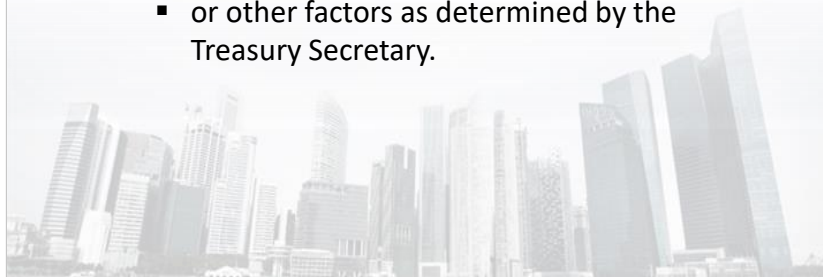 ▪ or other factors as determined by the
Treasury Secretary.